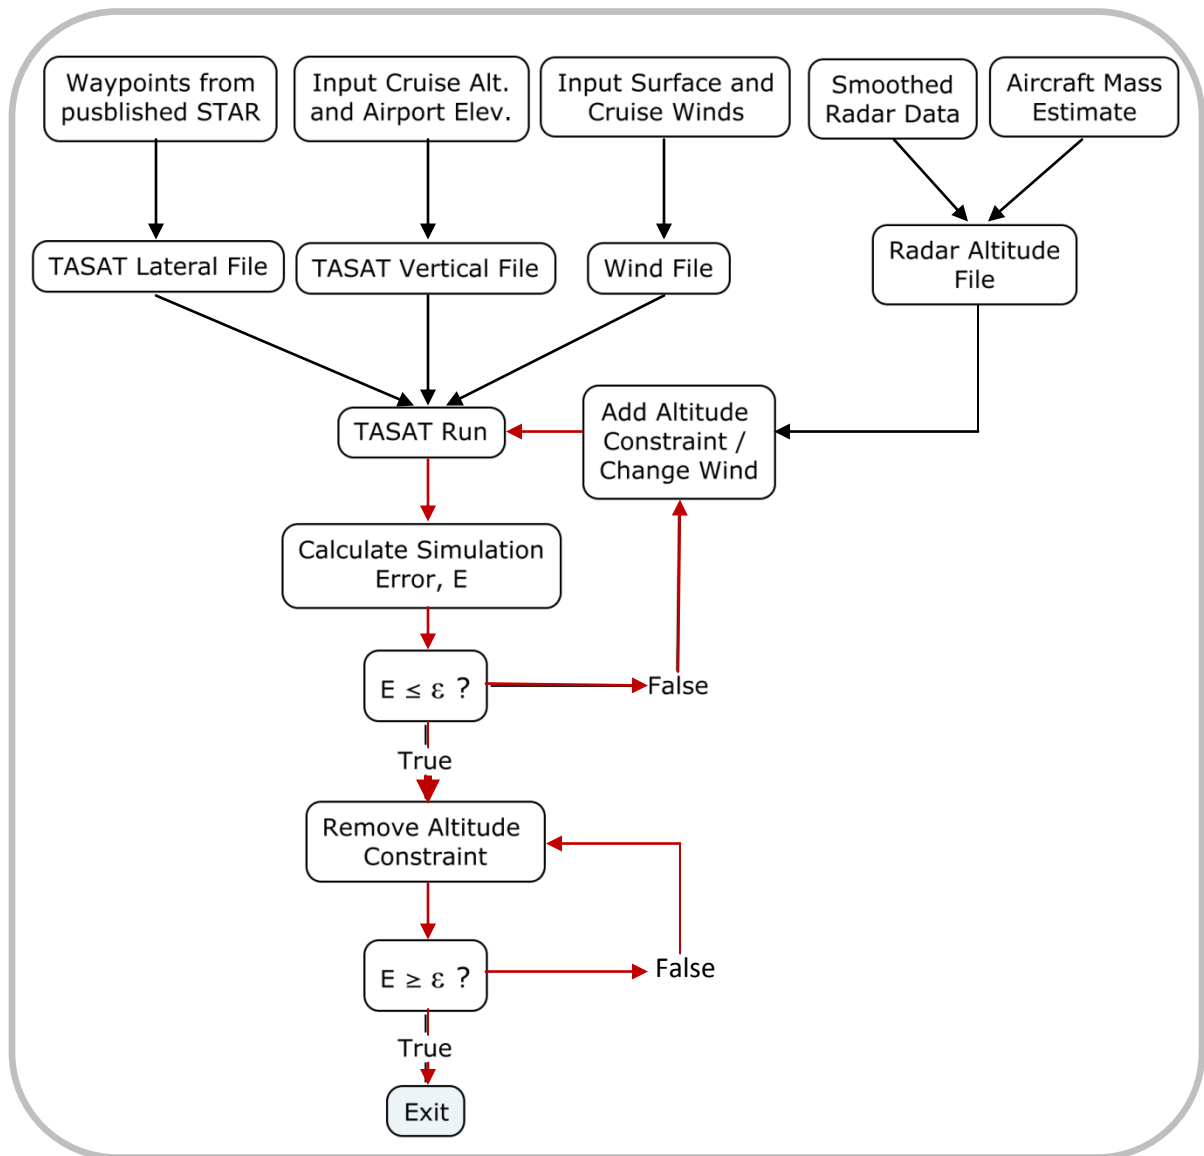 Waypoints from
pusblished STAR
Input Cruise Alt.
and Airport Elev.
Input Surface and
Cruise Winds
Smoothed
Radar Data
Aircraft Mass
Estimate
TASAT Lateral File
TASAT Vertical File
Wind File
Radar Altitude
File
TASAT Run
Add Altitude
Constraint /
Change Wind
Calculate Simulation
Error, E
E ≤ ε ?
False
True
Remove Altitude
Constraint
E ≥ ε ?
False
True
Exit